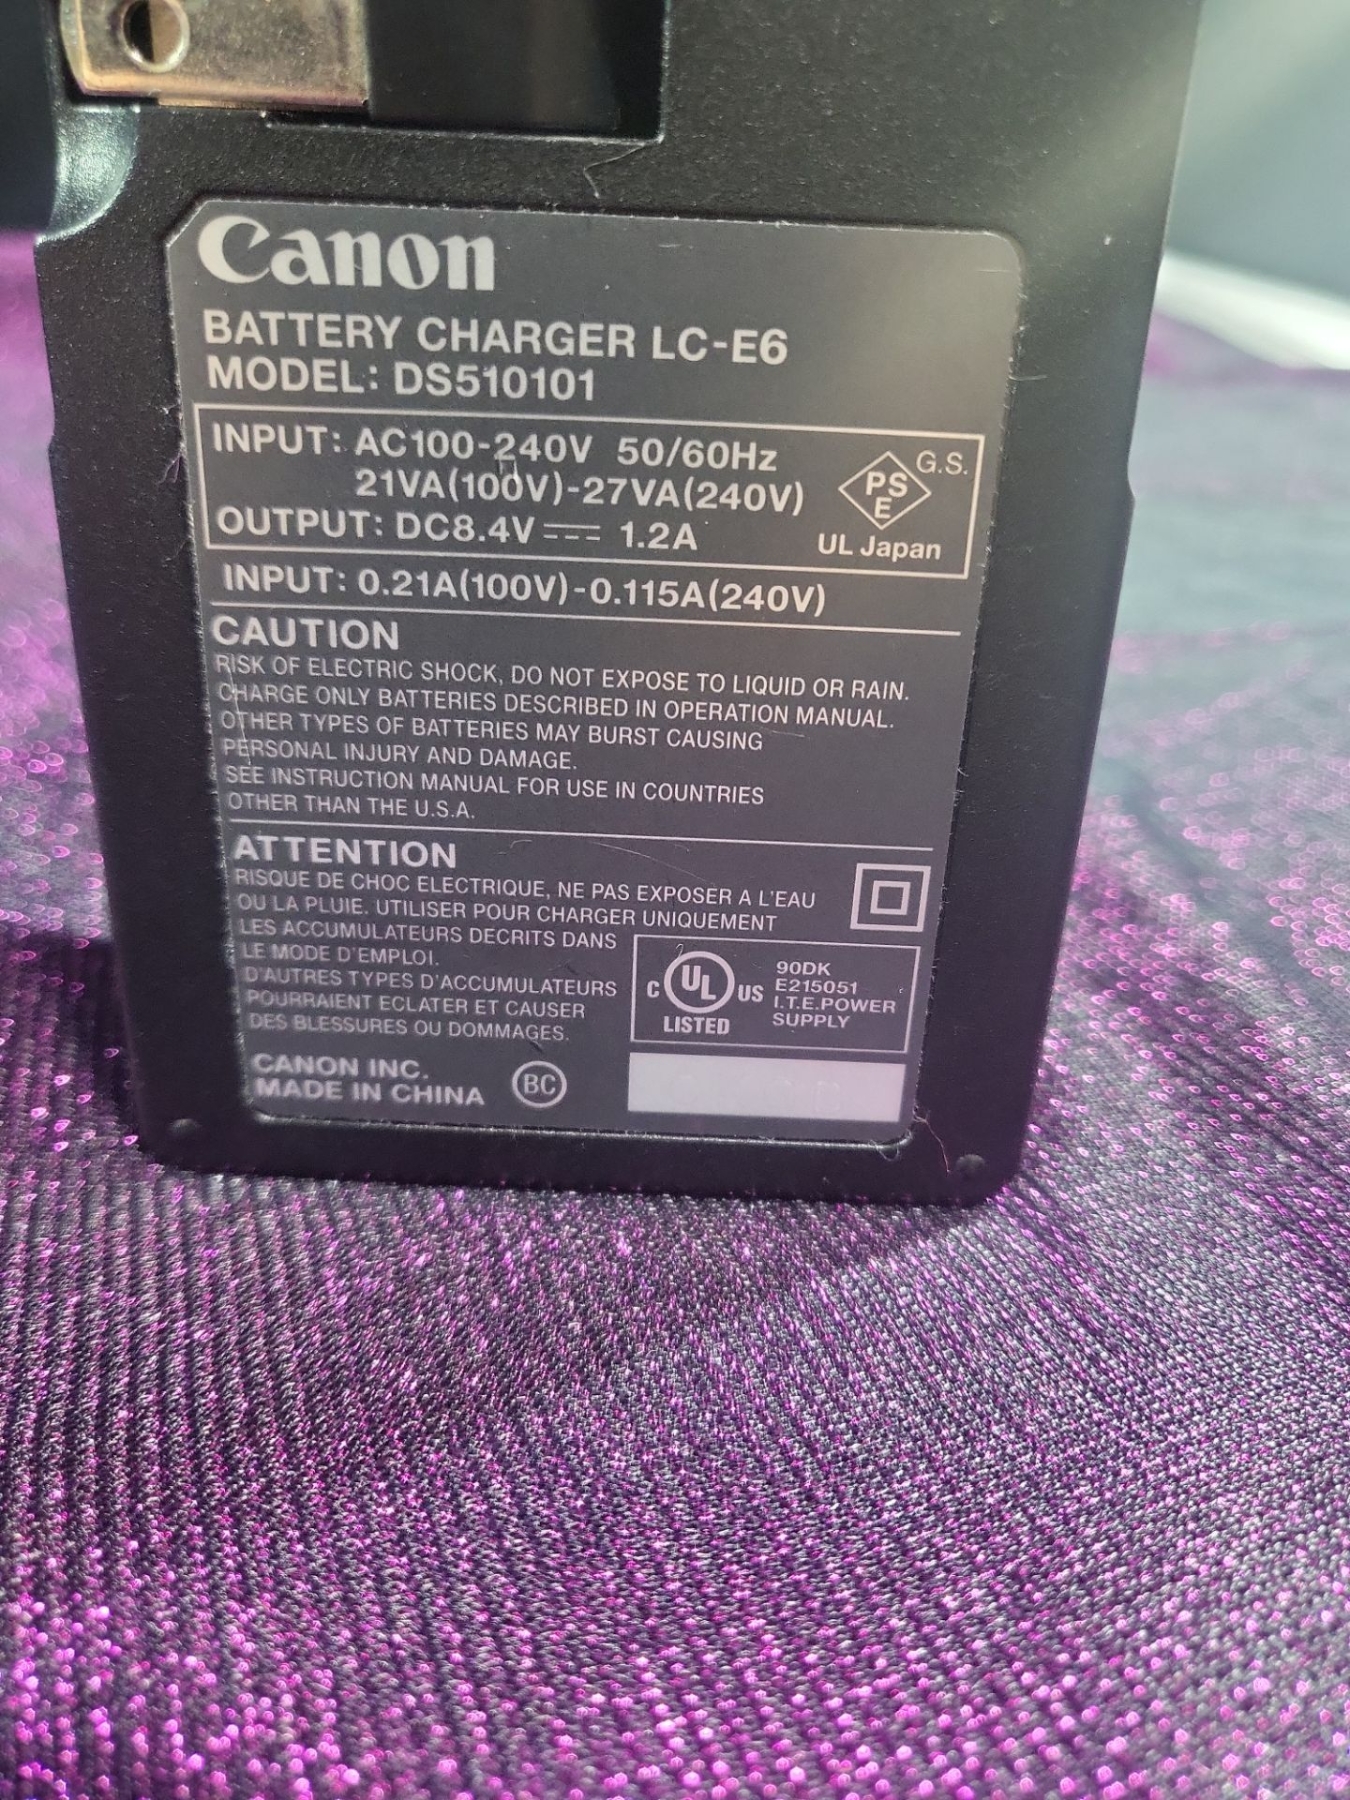 Canon
BATTERY CHARGER LC-E6
MODEL: DS510101
INPUT: AC100-240V 50/60Hz
21VA(100V)-27VA(240V)
OUTPUT: DC8.4V 1.2A
PS
E
G.S.
UL Japan
INPUT: 0.21A(100V)-0.115A(240V)
CAUTION
RISK OF ELECTRIC SHOCK, DO NOT EXPOSE TO LIQUID OR RAIN.
CHARGE ONLY BATTERIES DESCRIBED IN OPERATION MANUAL.
OTHER TYPES OF BATTERIES MAY BURST CAUSING
PERSONAL INJURY AND DAMAGE.
SEE INSTRUCTION MANUAL FOR USE IN COUNTRIES
OTHER THAN THE U.S.A.
ATTENTION
RISQUE DE CHOC ELECTRIQUE, NE PAS EXPOSER A L'EAU
OU LA PLUIE. UTILISER POUR CHARGER UNIQUEMENT
LES ACCUMULATEURS DECRITS DANS
LE MODE D'EMPLOI.
D'AUTRES TYPES D'ACCUMULATEURS
POURRAIENT ECLATER ET CAUSER
DES BLESSURES OU DOMMAGES.
C UL US
LISTED
90DK
E215051
I.T.E.POWER
SUPPLY
CANON INC.
MADE IN CHINA
BC